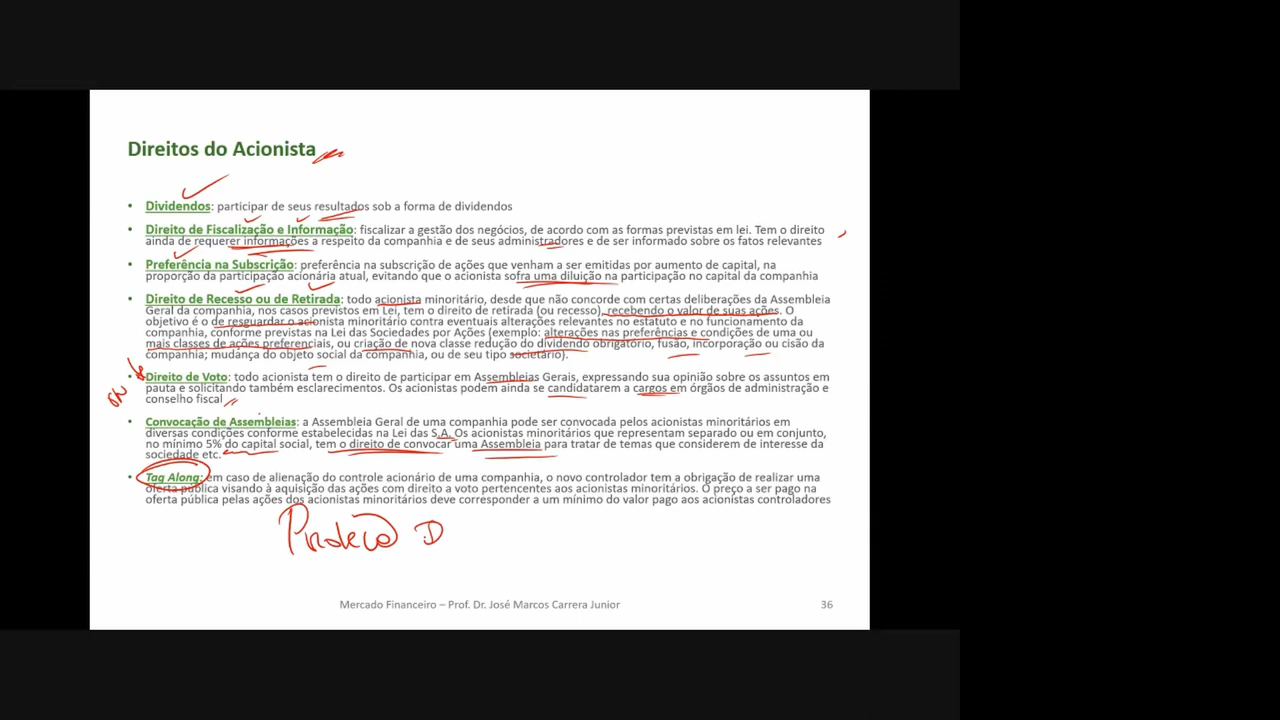 Direitos do Acionista
• Dividendos: participar de seus resultados sob a forma de dividendos
• Direito de Fiscalização e Informação: fiscalizar a gestão dos negócios, de acordo com as formas previstas em lei. Tem o direito
ainda de requerer informações a respeito da companhia e de seus administradores e de ser informado sobre os fatos relevantes
• Preferência na Subscrição: preferência na subscrição de ações que venham a ser emitidas por aumento de capital, na
proporção da participação acionária atual, evitando que o acionista sofra uma diluição na participação no capital da companhia
• Direito de Recesso ou de Retirada: todo acionista minoritário, desde que não concorde com certas deliberações da Assembleia
Geral da companhia, nos casos previstos em Lei, tem o direito de retirada (ou recesso), recebendo o valor de suas ações. O
objetivo é o de resguardar o acionista minoritário contra eventuais alterações relevantes no estatuto e no funcionamento da
companhia, conforme previstas na Lei das Sociedades por Ações (exemplo: alterações nas preferências e condições de uma ou
mais classes de ações preferenciais, ou criação de nova classe redução do dividendo obrigatório, fusão, incorporação ou cisão da
companhia; mudança do objeto social da companhia, ou de seu tipo societário).
• Direito de Voto: todo acionista tem o direito de participar em Assembleias Gerais, expressando sua opinião sobre os assuntos em
pauta e solicitando também esclarecimentos. Os acionistas podem ainda se candidatarem a cargos em órgãos de administração e
conselho fiscal
ON
• Convocação de Assembleias: a Assembleia Geral de uma companhia pode ser convocada pelos acionistas minoritários em
diversas condições conforme estabelecidas na Lei das S.A. Os acionistas minoritários que representam separado ou em conjunto,
no mínimo 5% do capital social, tem o direito de convocar uma Assembleia para tratar de temas que considerem de interesse da
sociedade etc.
• Tag Along: em caso de alienação do controle acionário de uma companhia, o novo controlador tem a obrigação de realizar uma
oferta pública visando à aquisição das ações com direito a voto pertencentes aos acionistas minoritários. O preço a ser pago na
oferta pública pelas ações dos acionistas minoritários deve corresponder a um mínimo do valor pago aos acionistas controladores
Mercado Financeiro – Prof. Dr. José Marcos Carrera Junior
36